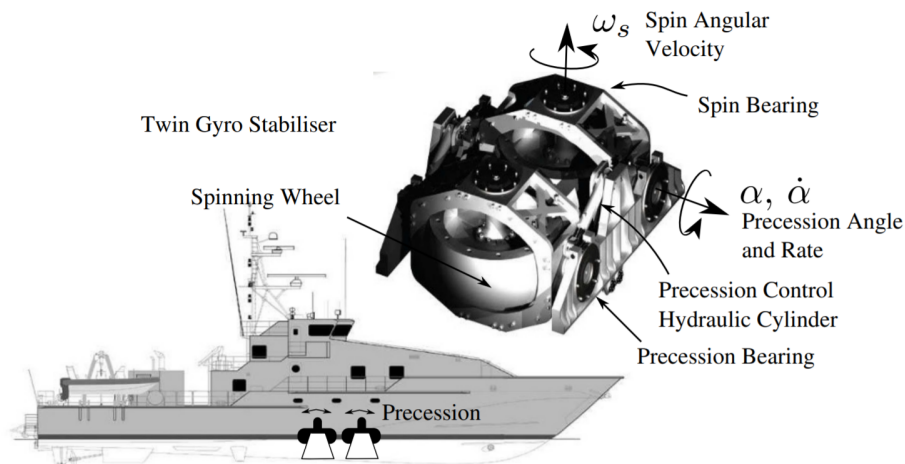 ωₛ Spin Angular
Velocity
Spin Bearing
Twin Gyro Stabiliser
Spinning Wheel
α, α̇
Precession Angle
and Rate
Precession Control
Hydraulic Cylinder
Precession Bearing
Precession